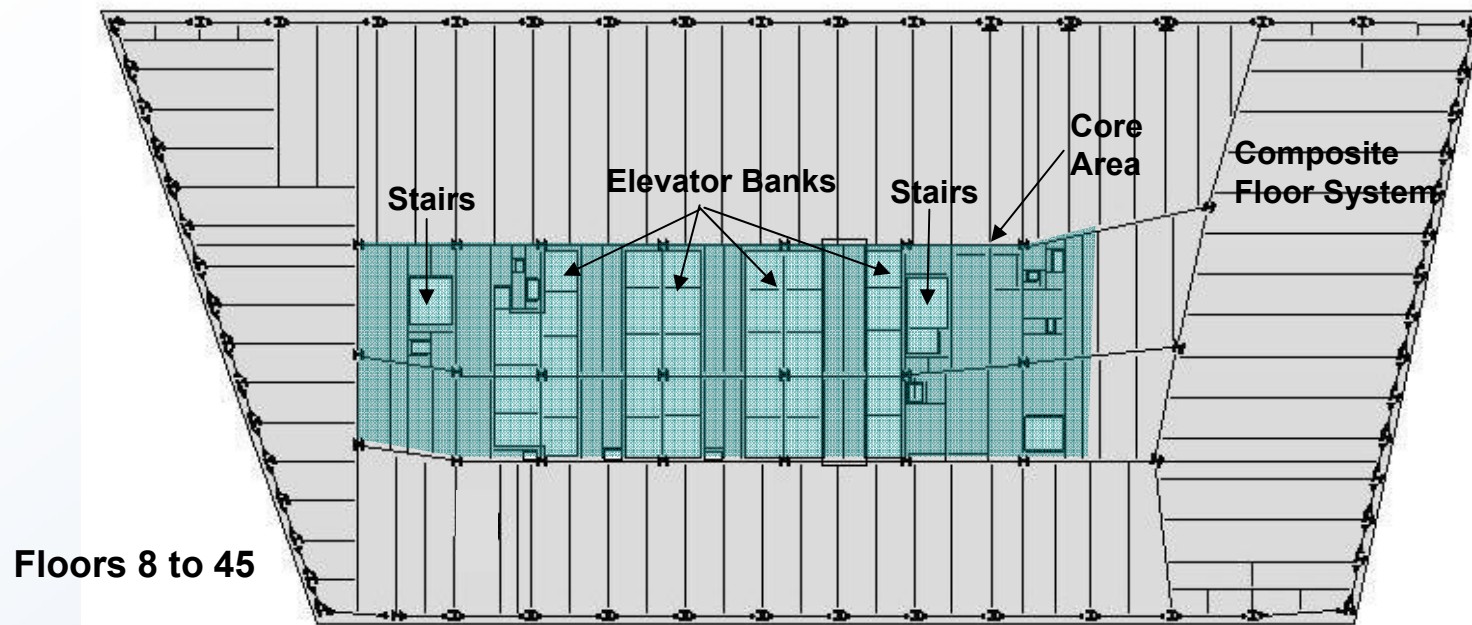 Core
Area
Composite
Floor System
Elevator Banks
Stairs
Stairs
Floors 8 to 45